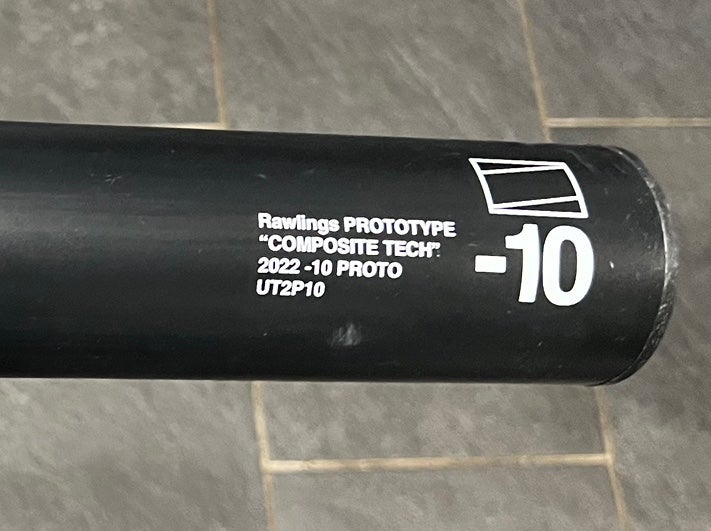 Rawlings PROTOTYPE
“COMPOSITE TECH”
2022 -10 PROTO
UT2P10
-10